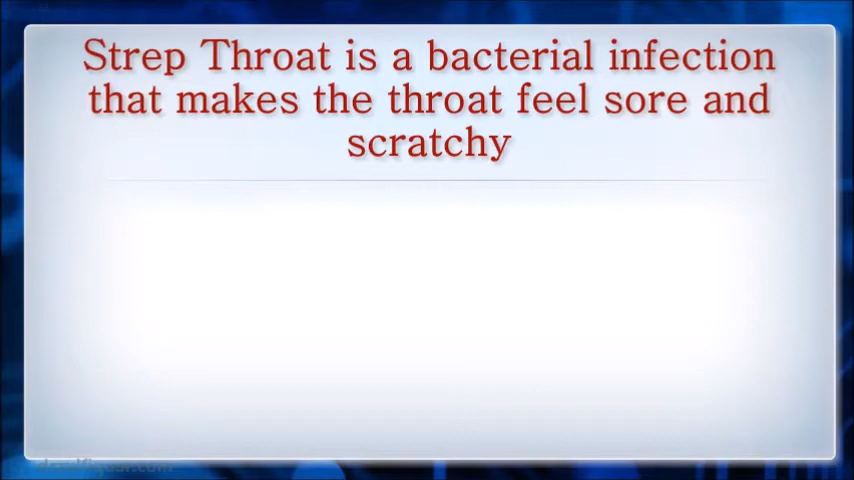 Strep Throat is a bacterial infection
that makes the throat feel sore and
scratchy